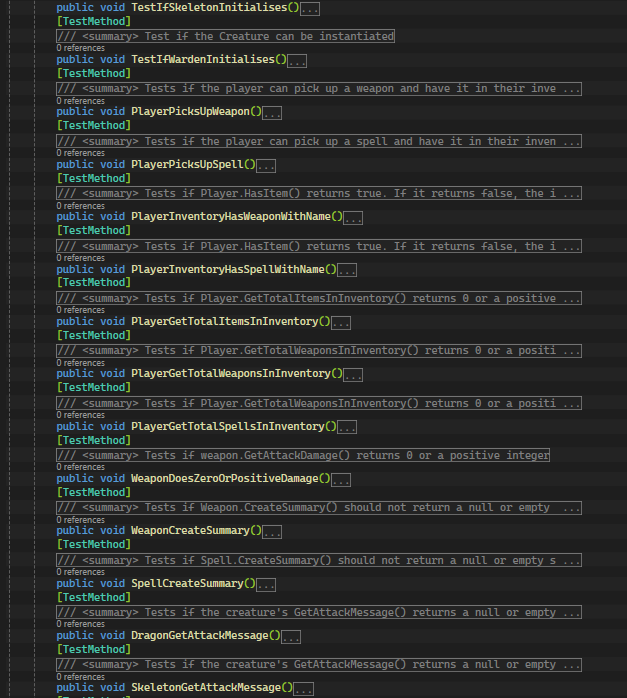 public void TestIfSkeletonInitialises()...
[TestMethod]
/// <summary> Test if the Creature can be instantiated
0 references
public void TestIfWardenInitialises()...
[TestMethod]
/// <summary> Tests if the player can pick up a weapon and have it in their inve ...
0 references
public void PlayerPicksUpWeapon()...
[TestMethod]
/// <summary> Tests if the player can pick up a spell and have it in their inven ...
0 references
public void PlayerPicksUpSpell()...
[TestMethod]
/// <summary> Tests if Player.HasItem() returns true. If it returns false, the i ...
0 references
public void PlayerInventoryHasWeaponWithName()...
[TestMethod]
/// <summary> Tests if Player.HasItem() returns true. If it returns false, the i ...
0 references
public void PlayerInventoryHasSpellWithName()...
[TestMethod]
/// <summary> Tests if Player.GetTotalItemsInInventory() returns 0 or a positive ...
0 references
public void PlayerGetTotalItemsInInventory()...
[TestMethod]
/// <summary> Tests if Player.GetTotalWeaponsInInventory() returns 0 or a positi ...
0 references
public void PlayerGetTotalWeaponsInInventory()...
[TestMethod]
/// <summary> Tests if Player.GetTotalWeaponsInInventory() returns 0 or a positi ...
0 references
public void PlayerGetTotalSpellsInInventory()...
[TestMethod]
/// <summary> Tests if weapon.GetAttackDamage() returns 0 or a positive integer
0 references
public void WeaponDoesZeroOrPositiveDamage()...
[TestMethod]
/// <summary> Tests if Weapon.CreateSummary() should not return a null or empty ...
0 references
public void WeaponCreateSummary()...
[TestMethod]
/// <summary> Tests if Spell.CreateSummary() should not return a null or empty s ...
0 references
public void SpellCreateSummary()...
[TestMethod]
/// <summary> Tests if the creature's GetAttackMessage() returns a null or empty ...
0 references
public void DragonGetAttackMessage()...
[TestMethod]
/// <summary> Tests if the creature's GetAttackMessage() returns a null or empty ...
0 references
public void SkeletonGetAttackMessage()...